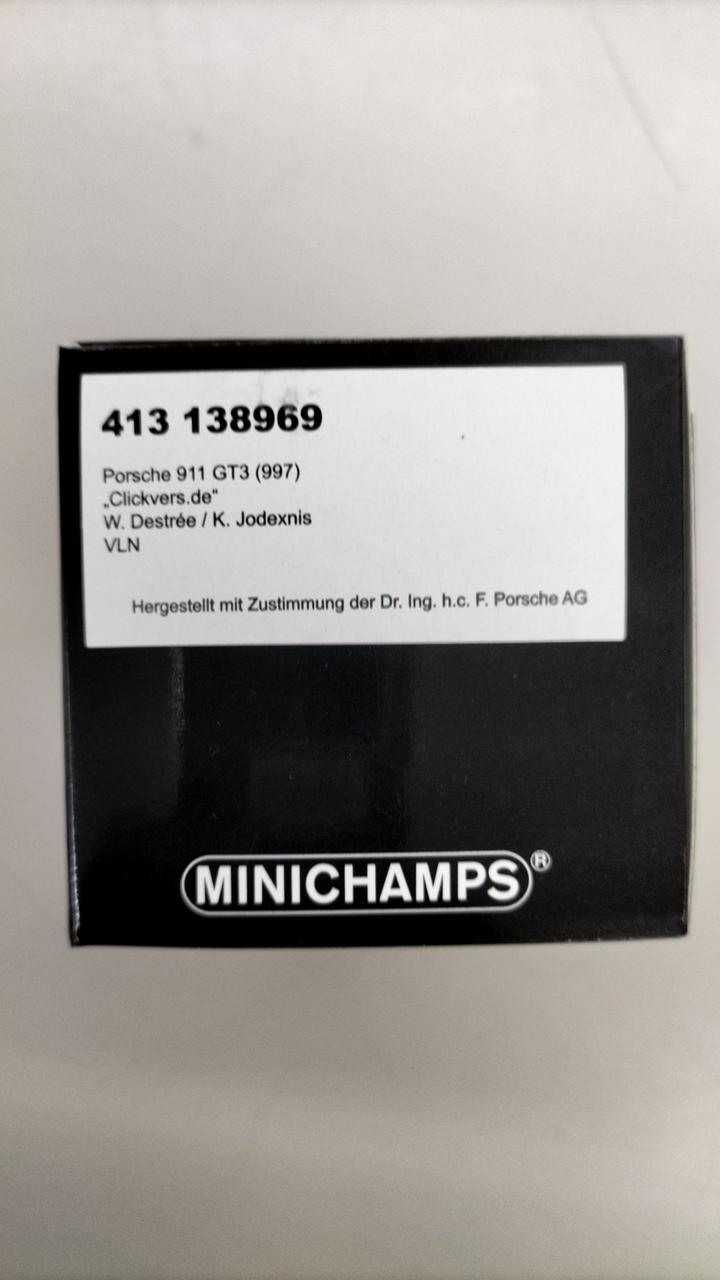 413 138969
Porsche 911 GT3 (997)
„Clickvers.de“
W. Destrée / K. Jodexnis
VLN
Hergestellt mit Zustimmung der Dr. Ing. h.c. F. Porsche AG
MINICHAMPS®